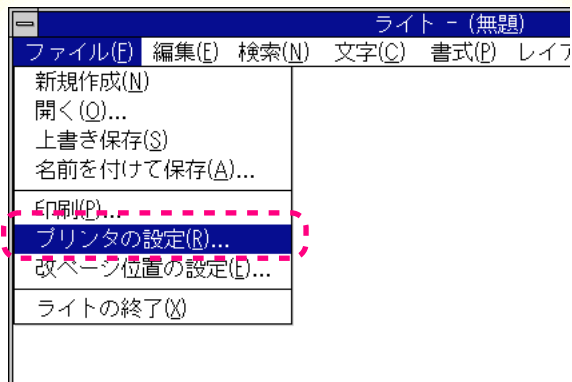 ライト - (無題)
ファイル(F) 編集(E) 検索(N) 文字(C) 書式(P) レイア
新規作成(N)
開く(O)...
上書き保存(S)
名前を付けて保存(A)...
印刷(P)...
プリンタの設定(R)...
改ページ位置の設定(E)...
ライトの終了(X)